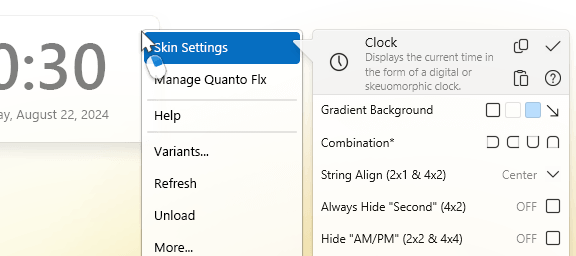 0:30
ay, August 22, 2024
Skin Settings
Manage Quanto Flx
Help
Variants...
Refresh
Unload
More...
Clock
Displays the current time in
the form of a digital or
skeuomorphic clock.
Gradient Background
Combination*
String Align (2x1 & 4x2) Center
Always Hide "Second" (4x2) OFF
Hide "AM/PM" (2x2 & 4x4) OFF